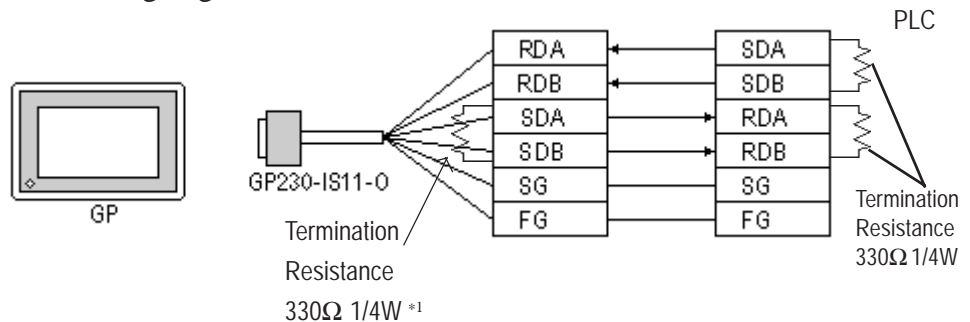 PLC
RDA SDA
RDB SDB
SDA RDA
SDB RDB
SG SG
FG FG
GP
GP230-IS11-O
Termination
Resistance
330Ω 1/4W *1
Termination
Resistance
330Ω 1/4W